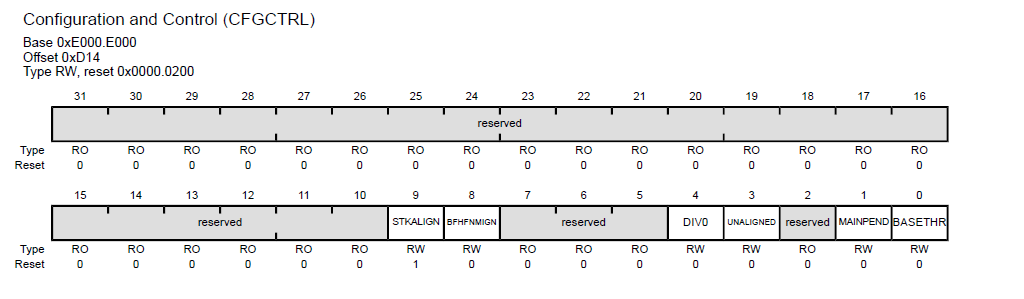 Configuration and Control (CFGCTRL)
Base 0xE000.E000
Offset 0xD14
Type RW, reset 0x0000.0200
31 30 29 28 27 26 25 24 23 22 21 20 19 18 17 16
reserved
Type RO RO RO RO RO RO RO RO RO RO RO RO RO RO RO RO
Reset 0 0 0 0 0 0 0 0 0 0 0 0 0 0 0 0
15 14 13 12 11 10 9 8 7 6 5 4 3 2 1 0
reserved STKALIGN BFHFNMIGN reserved DIV0 UNALIGNED reserved MAINPEND BASETHR
Type RO RO RO RO RO RO RW RW RO RO RO RW RW RO RW RW
Reset 0 0 0 0 0 0 1 0 0 0 0 0 0 0 0 0